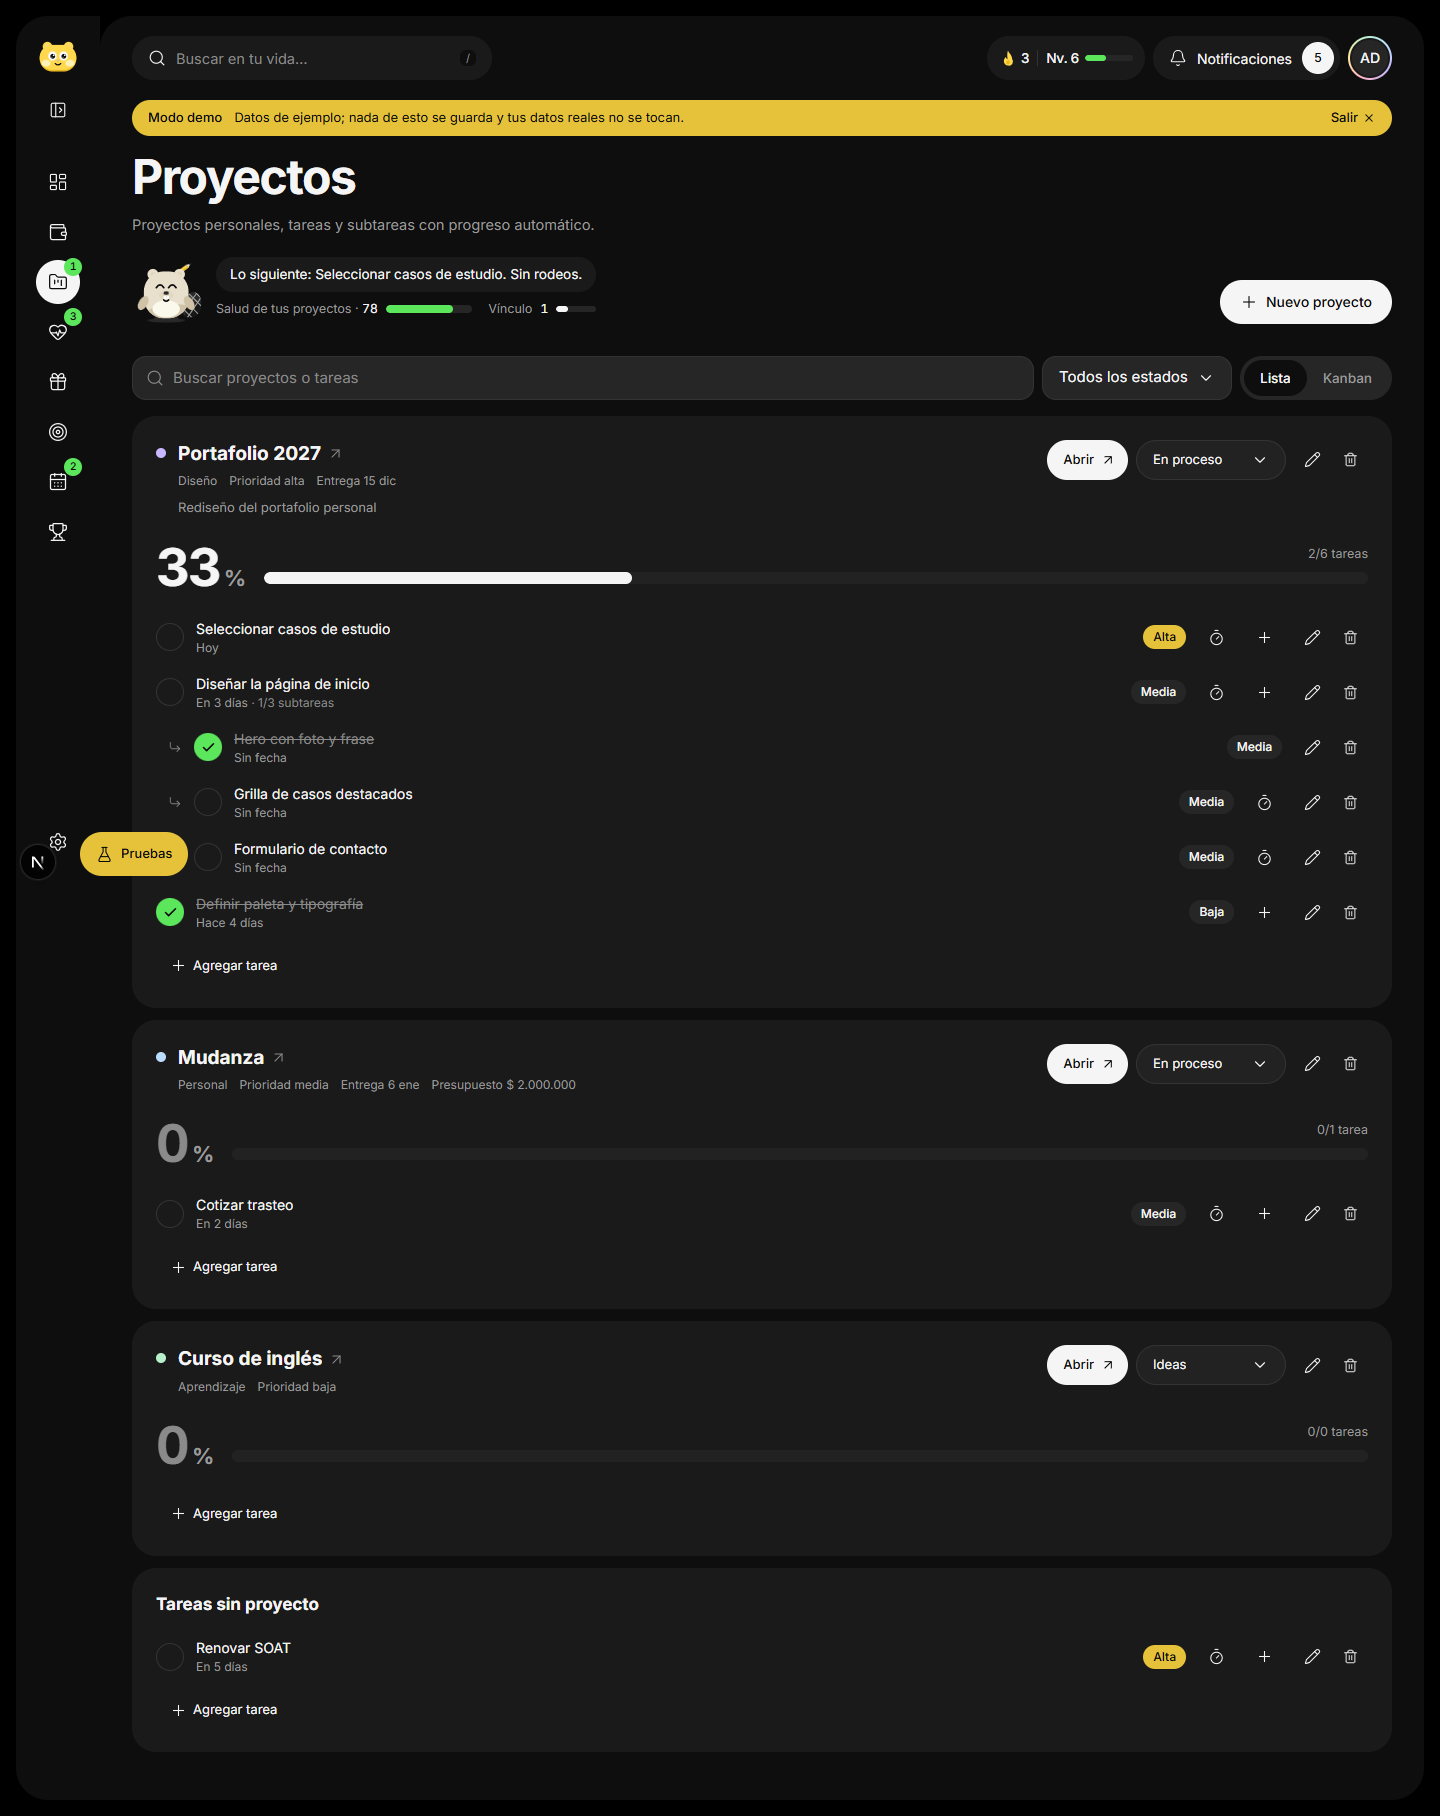 Buscar en tu vida...
/
3
Nv. 6
Notificaciones
5
AD
Modo demo
Datos de ejemplo; nada de esto se guarda y tus datos reales no se tocan.
Salir
1
3
2
N
Pruebas
Proyectos
Proyectos personales, tareas y subtareas con progreso automático.
Lo siguiente: Seleccionar casos de estudio. Sin rodeos.
Salud de tus proyectos · 78
Vínculo 1
Nuevo proyecto
Buscar proyectos o tareas
Todos los estados
Lista
Kanban
Portafolio 2027
Abrir
En proceso
Diseño Prioridad alta Entrega 15 dic
Rediseño del portafolio personal
33 %
2/6 tareas
Seleccionar casos de estudio
Hoy
Alta
Diseñar la página de inicio
En 3 días · 1/3 subtareas
Media
Hero con foto y frase
Sin fecha
Media
Grilla de casos destacados
Sin fecha
Media
Formulario de contacto
Sin fecha
Media
Definir paleta y tipografía
Hace 4 días
Baja
Agregar tarea
Mudanza
Abrir
En proceso
Personal Prioridad media Entrega 6 ene Presupuesto $ 2.000.000
0 %
0/1 tarea
Cotizar trasteo
En 2 días
Media
Agregar tarea
Curso de inglés
Abrir
Ideas
Aprendizaje Prioridad baja
0 %
0/0 tareas
Agregar tarea
Tareas sin proyecto
Renovar SOAT
En 5 días
Alta
Agregar tarea